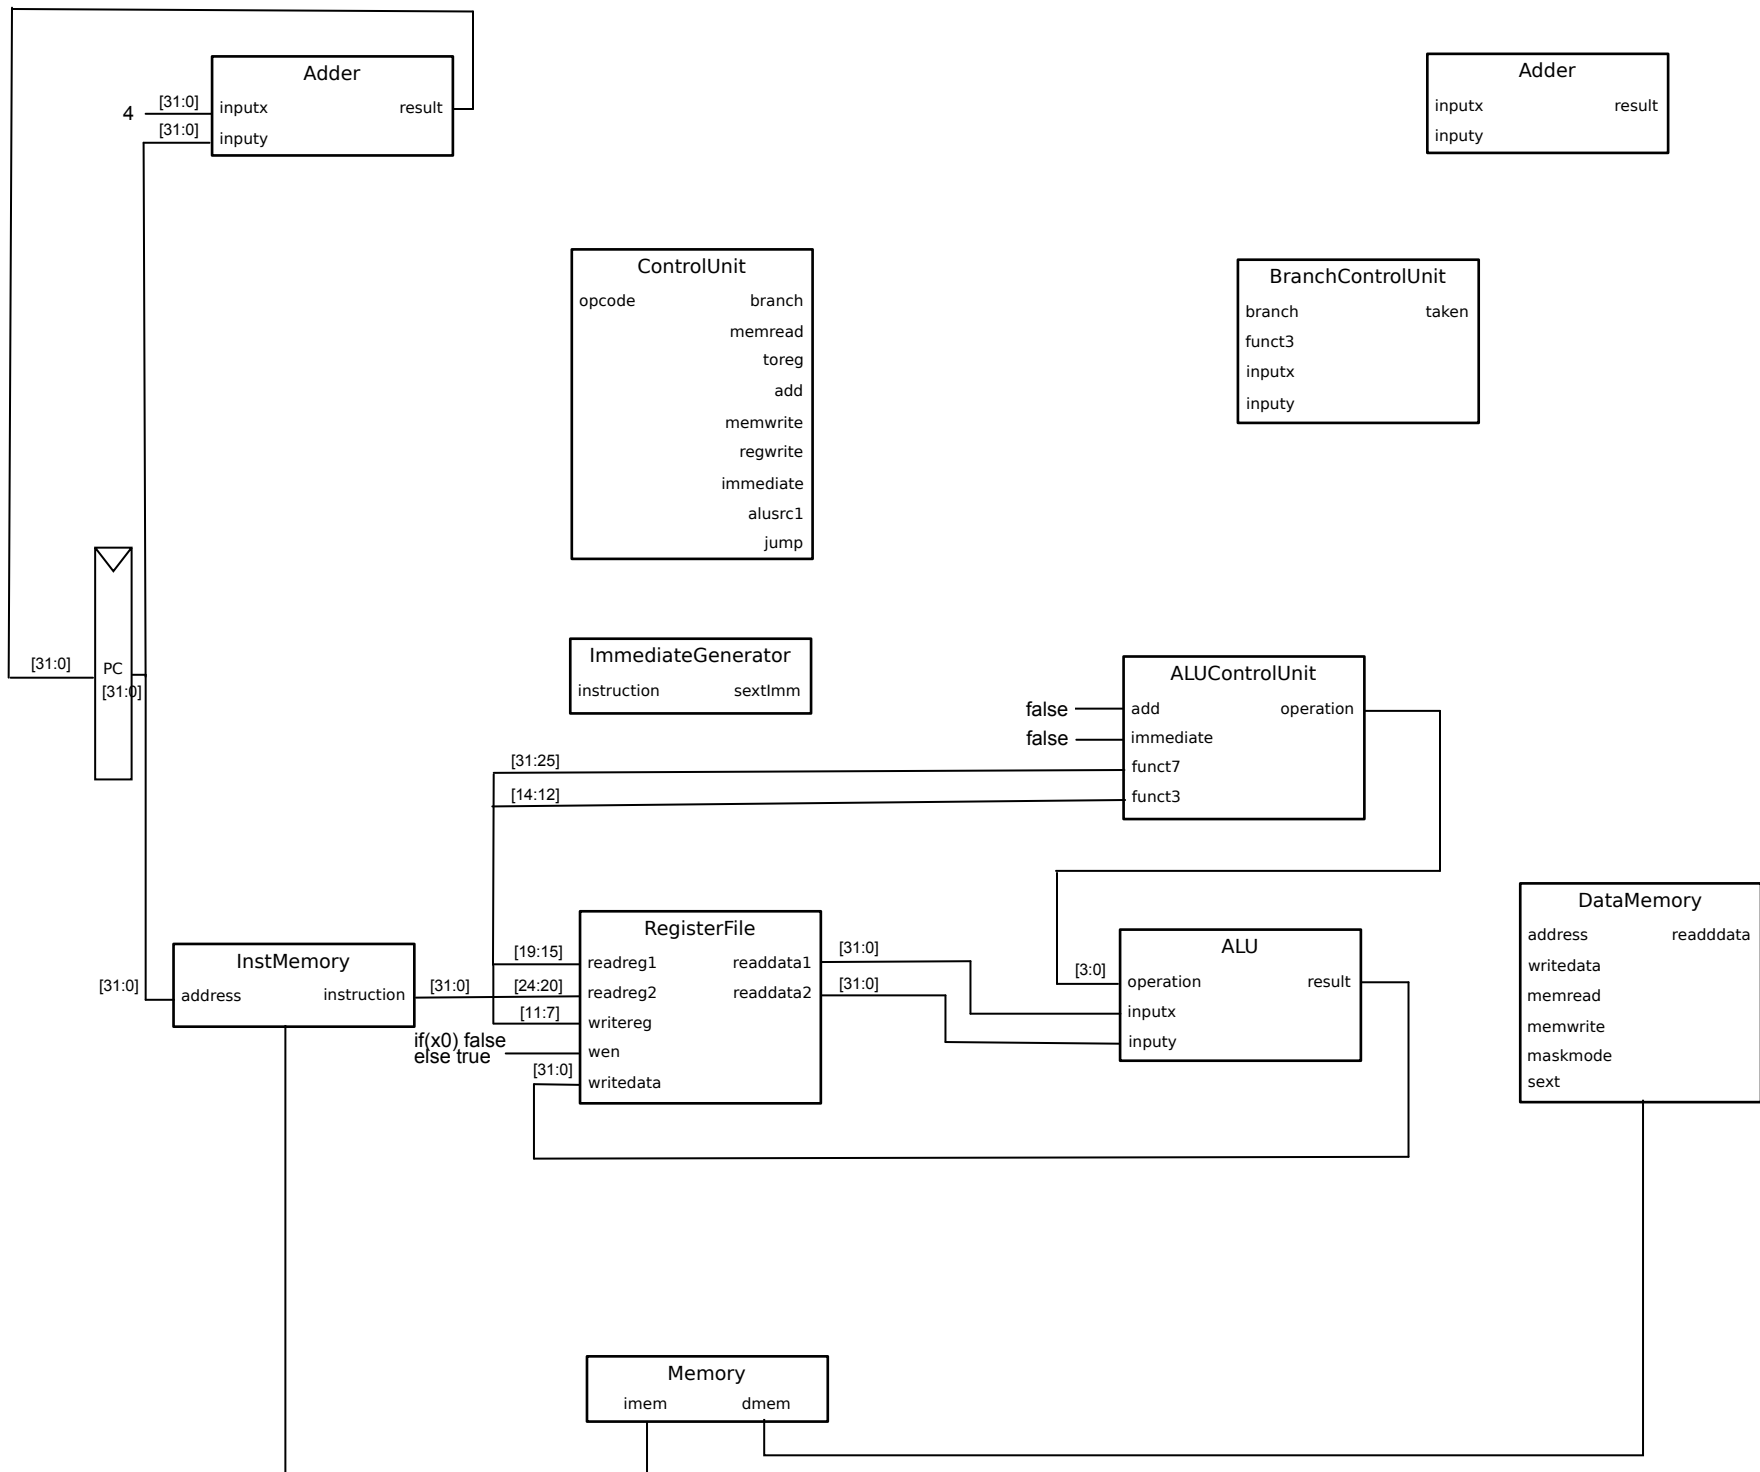 Adder
4
[31:0]
inputx
result
[31:0]
inputy
Adder
inputx
result
inputy
ControlUnit
opcode
branch
memread
toreg
add
memwrite
regwrite
immediate
alusrc1
jump
BranchControlUnit
branch
taken
funct3
inputx
inputy
[31:0]
PC
[31:0]
ImmediateGenerator
instruction
sextImm
ALUControlUnit
false
add
operation
false
immediate
[31:25]
funct7
[14:12]
funct3
InstMemory
[31:0]
address
instruction
[31:0]
RegisterFile
[19:15]
readreg1
readdata1
[31:0]
[24:20]
readreg2
readdata2
[31:0]
[11:7]
writereg
if(x0) false
else true
wen
[31:0]
writedata
ALU
[3:0]
operation
result
inputx
inputy
DataMemory
address
readddata
writedata
memread
memwrite
maskmode
sext
Memory
imem
dmem